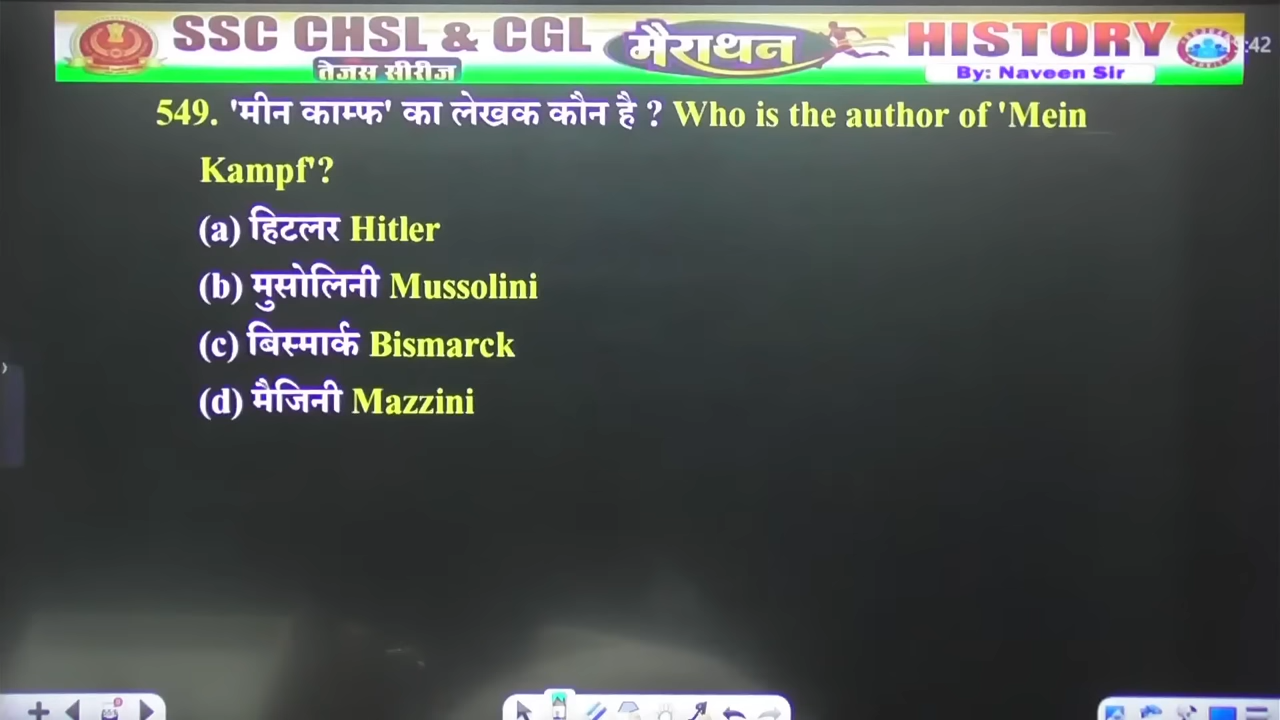 SSC CHSL & CGL मैराथन HISTORY
तेजस सीरीज By: Naveen Sir
:42
549. 'मीन काम्फ' का लेखक कौन है ? Who is the author of 'Mein
Kampf'?
(a) हिटलर Hitler
(b) मुसोलिनी Mussolini
(c) बिस्मार्क Bismarck
(d) मैजिनी Mazzini